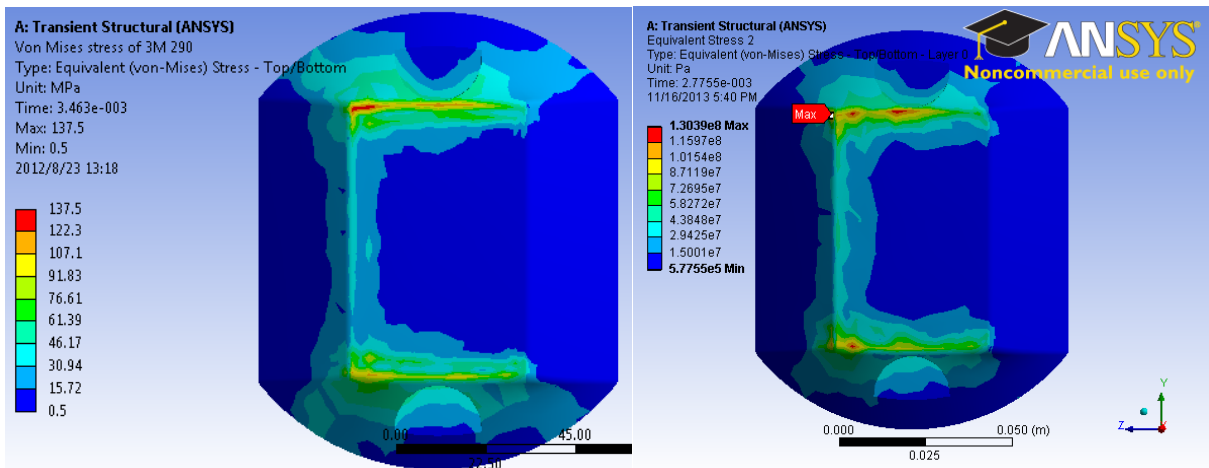 A: Transient Structural (ANSYS)
Von Mises stress of 3M 290
Type: Equivalent (von-Mises) Stress - Top/Bottom
Unit: MPa
Time: 3.463e-003
Max: 137.5
Min: 0.5
2012/8/23 13:18
137.5
122.3
107.1
91.83
76.61
61.39
46.17
30.94
15.72
0.5
0.00
45.00
22.50
A: Transient Structural (ANSYS)
Equivalent Stress 2
Type: Equivalent (von-Mises) Stress - Top/Bottom - Layer 0
Unit: Pa
Time: 2.7755e-003
11/16/2013 5:40 PM
ANSYS
Noncommercial use only
Max
1.3039e8 Max
1.1597e8
1.0154e8
8.7119e7
7.2695e7
5.8272e7
4.3848e7
2.9425e7
1.5001e7
5.7755e5 Min
0.000
0.050 (m)
0.025
Y
Z
X